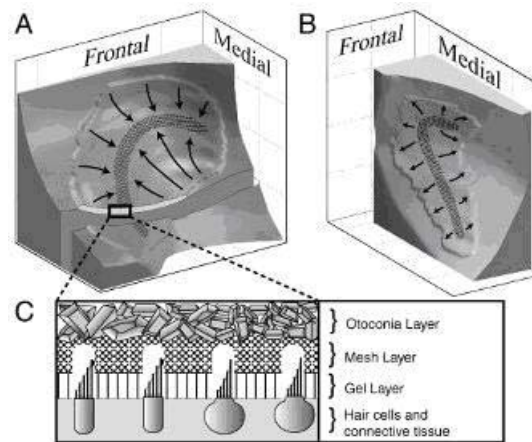 A
Frontal
Medial
B
Frontal
Medial
C
Otoconia Layer
Mesh Layer
Gel Layer
Hair cells and
connective tissue